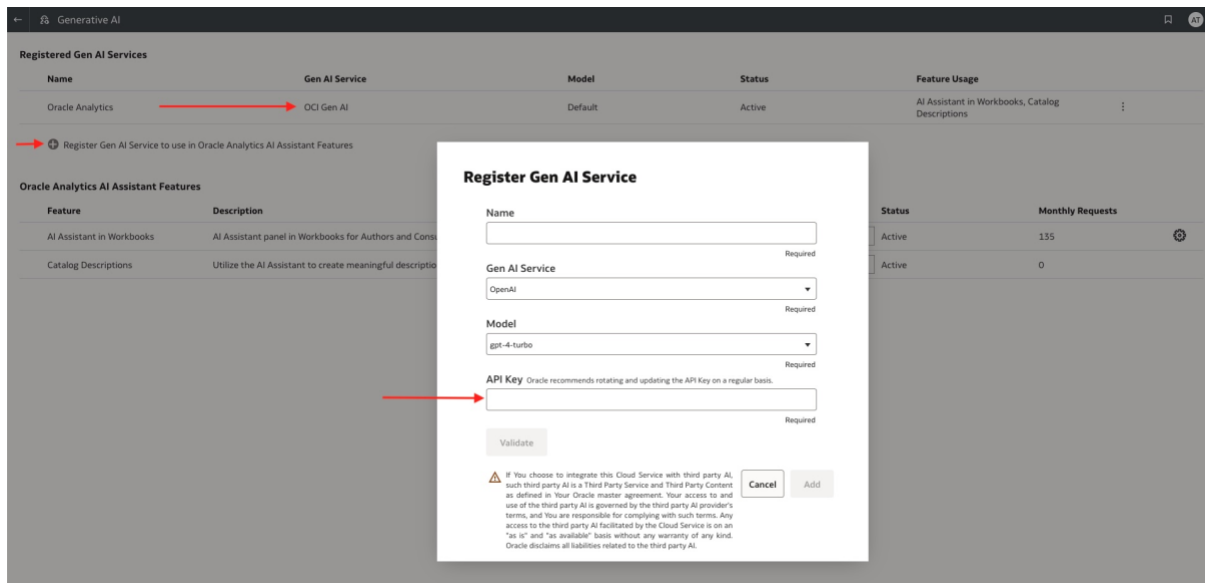 Generative AI
AT
Registered Gen AI Services
Name Gen AI Service Model Status Feature Usage
Oracle Analytics OCI Gen AI Default Active AI Assistant in Workbooks, Catalog
Descriptions
Register Gen AI Service to use in Oracle Analytics AI Assistant Features
Oracle Analytics AI Assistant Features
Feature Description Status Monthly Requests
AI Assistant in Workbooks AI Assistant panel in Workbooks for Authors and Consu Active 135
Catalog Descriptions Utilize the AI Assistant to create meaningful descriptio Active 0
Register Gen AI Service
Name
Required
Gen AI Service
OpenAI
Required
Model
gpt-4-turbo
Required
API Key Oracle recommends rotating and updating the API Key on a regular basis.
Required
Validate
If You choose to integrate this Cloud Service with third party AI,
such third party AI is a Third Party Service and Third Party Content
as defined in Your Oracle master agreement. Your access to and
use of the third party AI is governed by the third party AI provider's
terms, and You are responsible for complying with such terms. Any
access to the third party AI facilitated by the Cloud Service is on an
"as is" and "as available" basis without any warranty of any kind.
Oracle disclaims all liabilities related to the third party AI.
Cancel Add